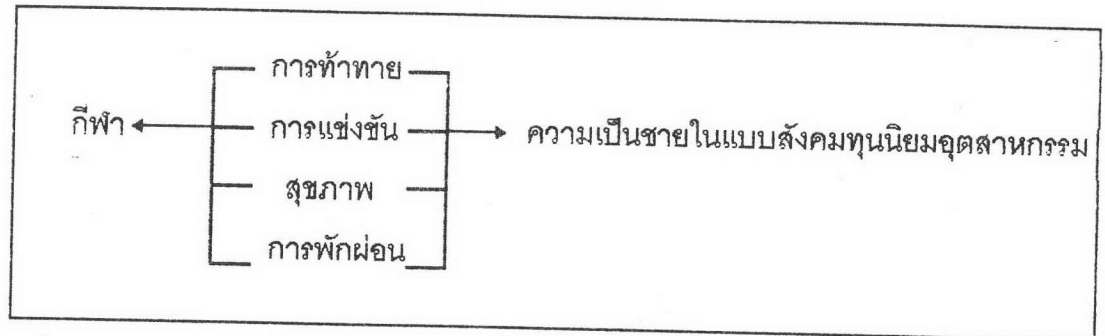 การท้าทาย
กีฬา การแข่งขัน ความเป็นชายในแบบสังคมทุนนิยมอุตสาหกรรม
สุขภาพ
การพักผ่อน